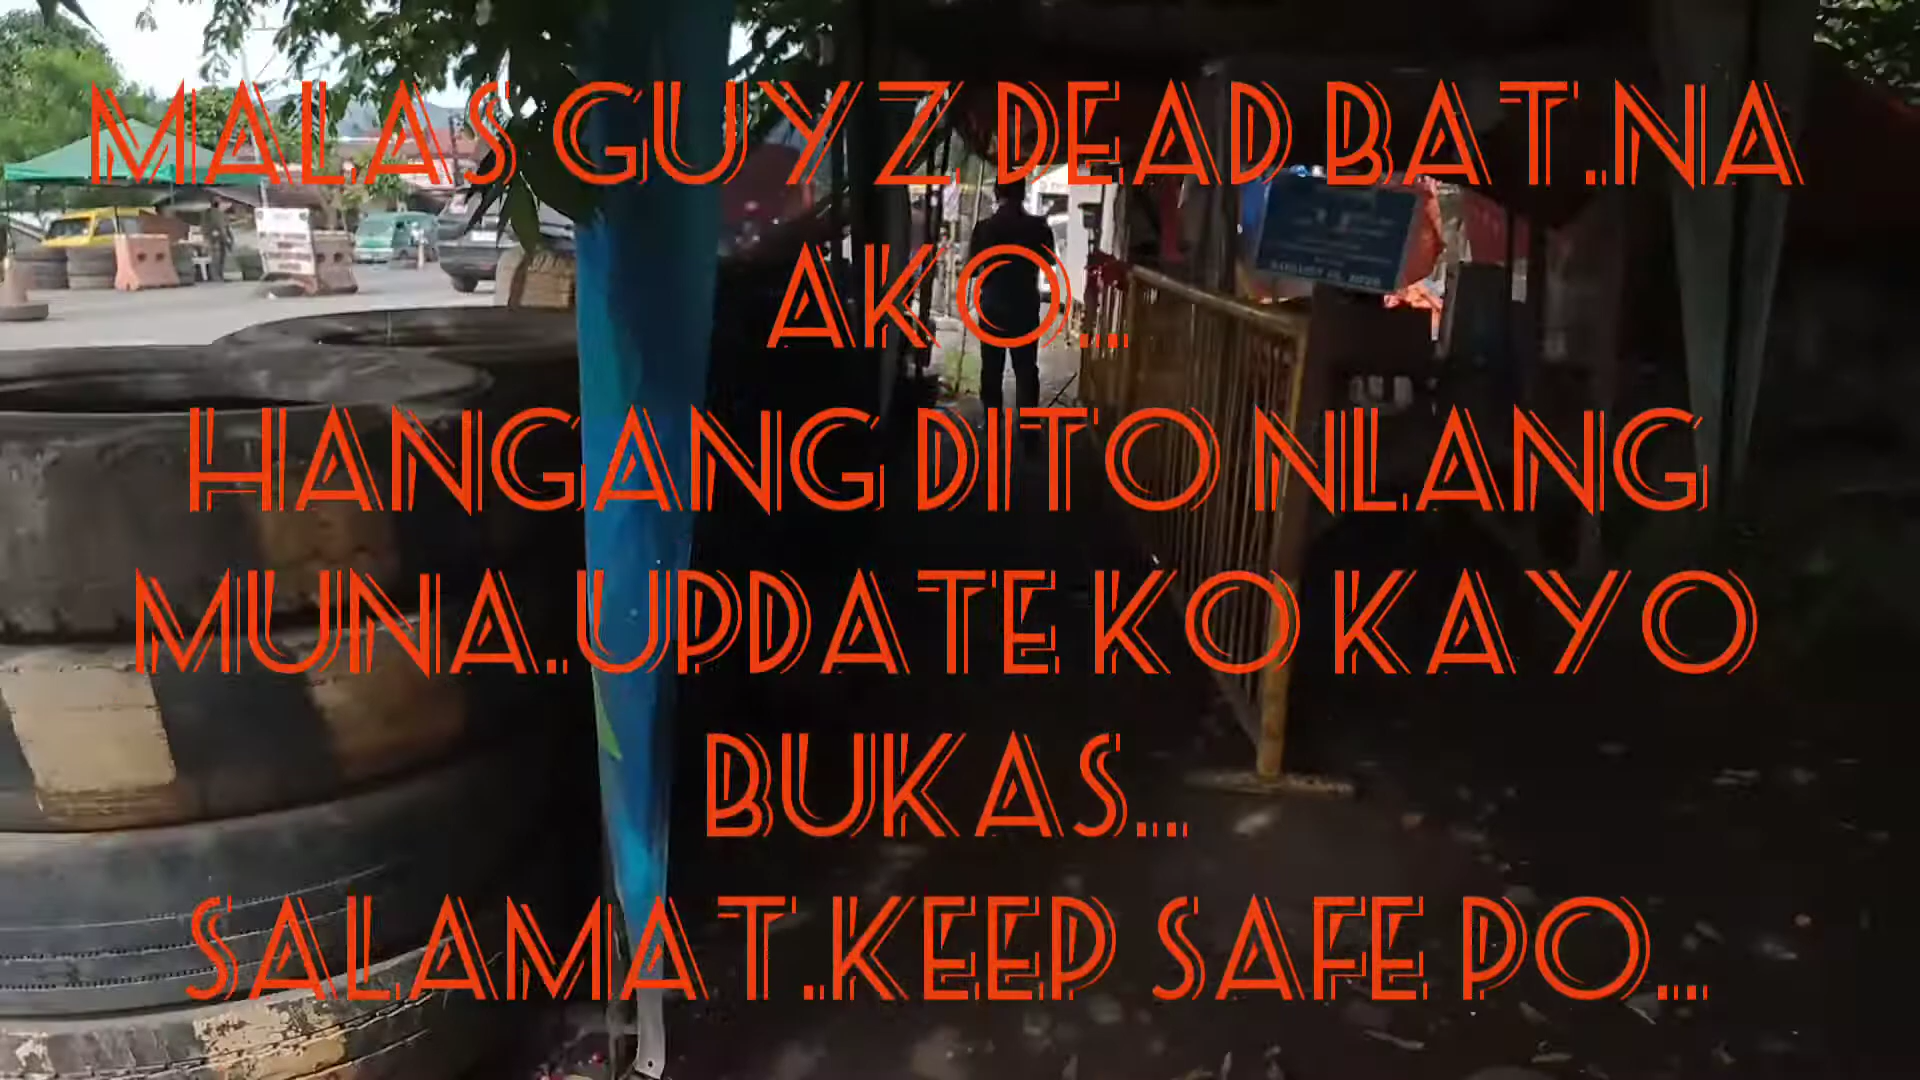 MALAS GUYZ DEAD BAT..NA
AKO....
HANGANG DITO NLANG
MUNA..UPDATE KO KAYO
BUKAS....
SALAMAT..KEEP SAFE PO....